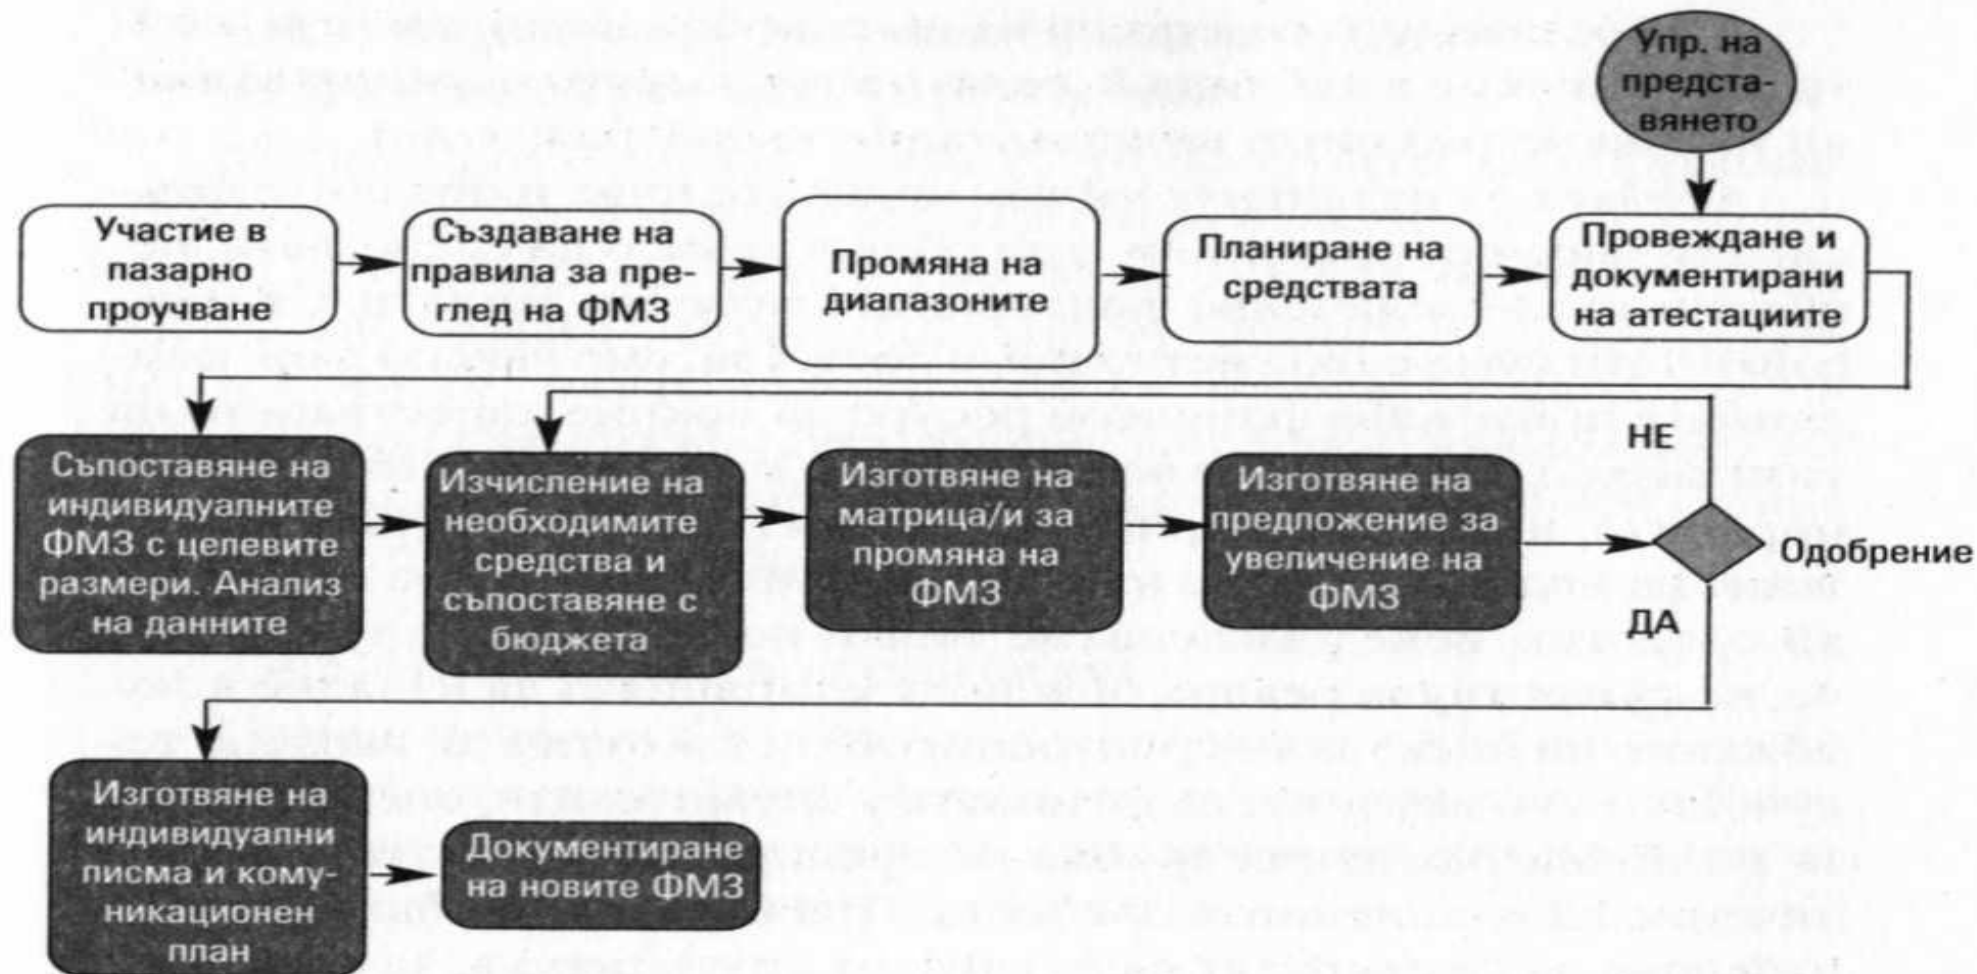 Упр. на
предста-
вянето
Участие в
пазарно
проучване
Създаване на
правила за пре-
глед на ФМЗ
Промяна на
диапазоните
Планиране на
средствата
Провеждане и
документирани
на атестациите
НЕ
Съпоставяне на
индивидуалните
ФМЗ с целевите
размери. Анализ
на данните
Изчисление на
необходимите
средства и
съпоставяне с
бюджета
Изготвяне на
матрица/и за
промяна на
ФМЗ
Изготвяне на
предложение за
увеличение на
ФМЗ
Одобрение
ДА
Изготвяне на
индивидуални
писма и кому-
никационен
план
Документиране
на новите ФМЗ